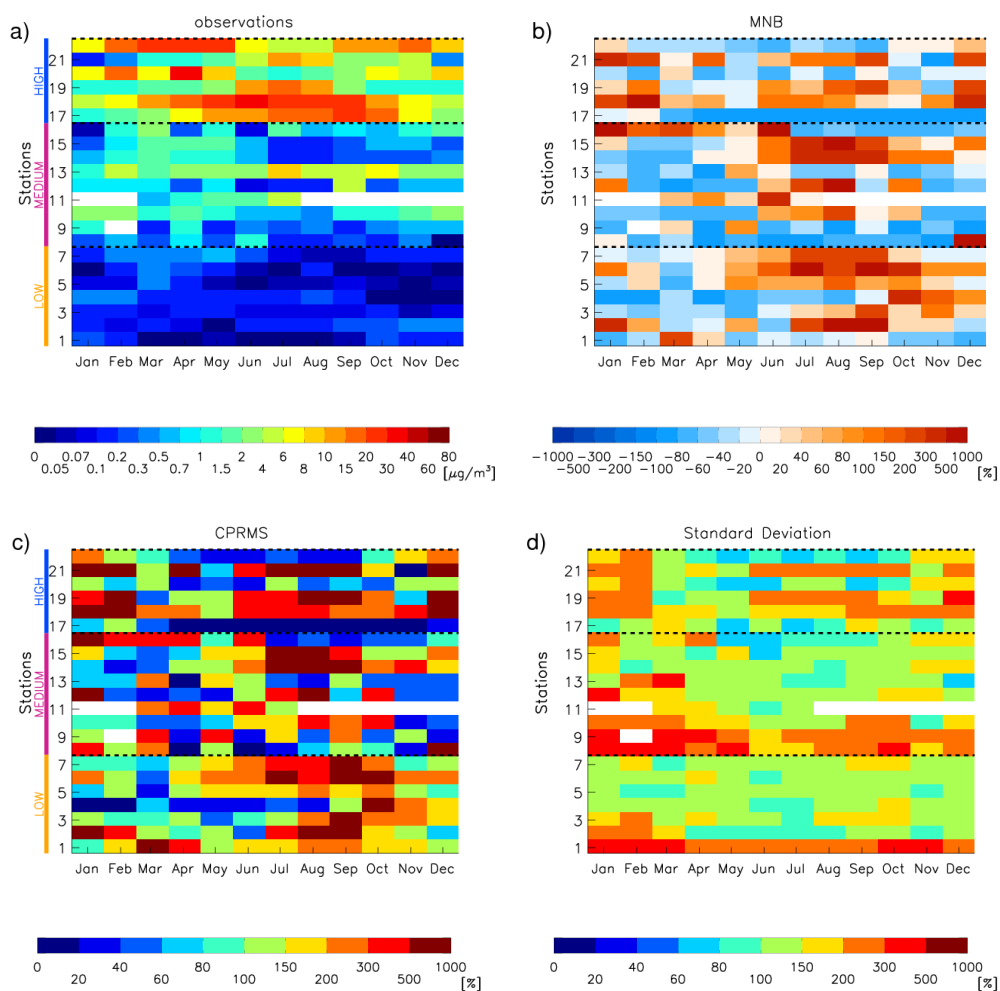 a)
observations
Stations
LOW MEDIUM HIGH
21
19
17
15
13
11
9
7
5
3
1
Jan Feb Mar Apr May Jun Jul Aug Sep Oct Nov Dec
0 0.07 0.2 0.5 1 2 6 10 20 40 80
0.05 0.1 0.3 0.7 1.5 4 8 15 30 60 [μg/m³]
b)
MNB
Stations
21
19
17
15
13
11
9
7
5
3
1
Jan Feb Mar Apr May Jun Jul Aug Sep Oct Nov Dec
-1000 -300 -150 -80 -40 0 40 80 150 300 1000
-500 -200 -100 -60 -20 20 60 100 200 500 [%]
c)
CPRMS
Stations
LOW MEDIUM HIGH
21
19
17
15
13
11
9
7
5
3
1
Jan Feb Mar Apr May Jun Jul Aug Sep Oct Nov Dec
0 40 80 150 300 1000
20 60 100 200 500 [%]
d)
Standard Deviation
Stations
21
19
17
15
13
11
9
7
5
3
1
Jan Feb Mar Apr May Jun Jul Aug Sep Oct Nov Dec
0 40 80 150 300 1000
20 60 100 200 500 [%]